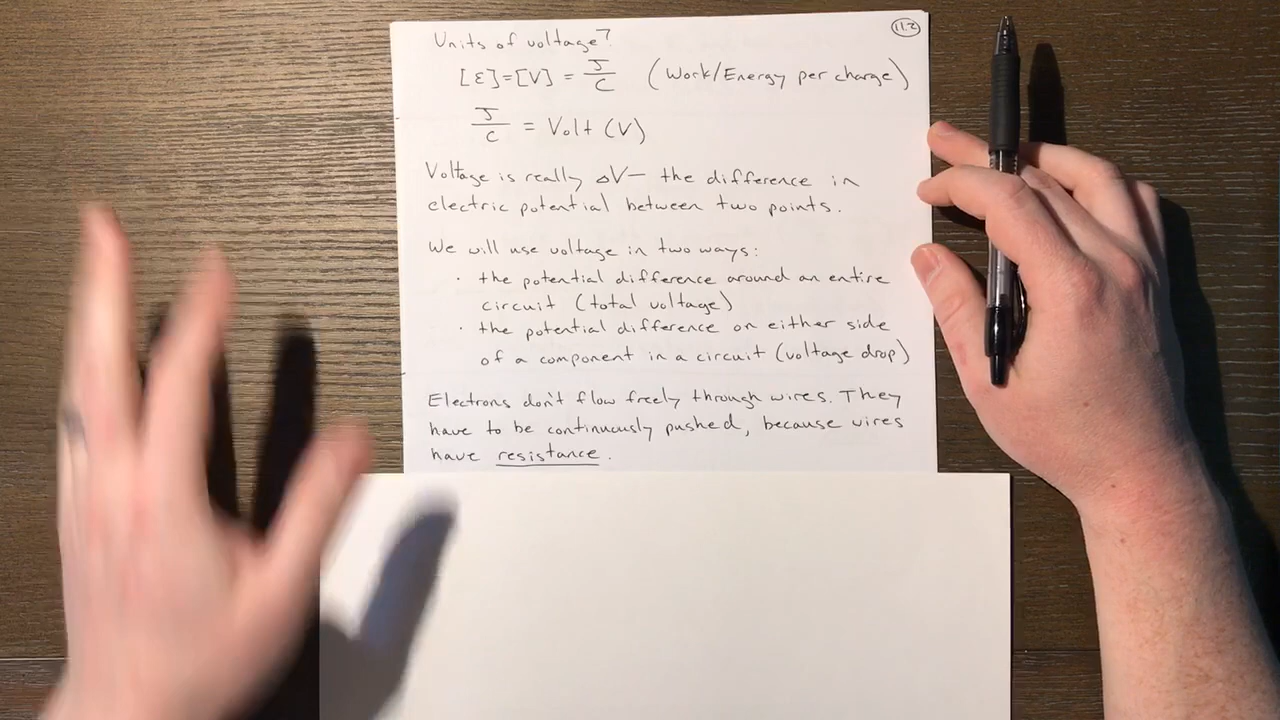 11.2
Units of voltage?
[ε]=[V] = J/C (Work/Energy per charge)
J/C = Volt (V)
Voltage is really ΔV— the difference in
electric potential between two points.
We will use voltage in two ways:
· the potential difference around an entire
circuit (total voltage)
· the potential difference on either side
of a component in a circuit (voltage drop)
Electrons don't flow freely through wires. They
have to be continuously pushed, because wires
have resistance.